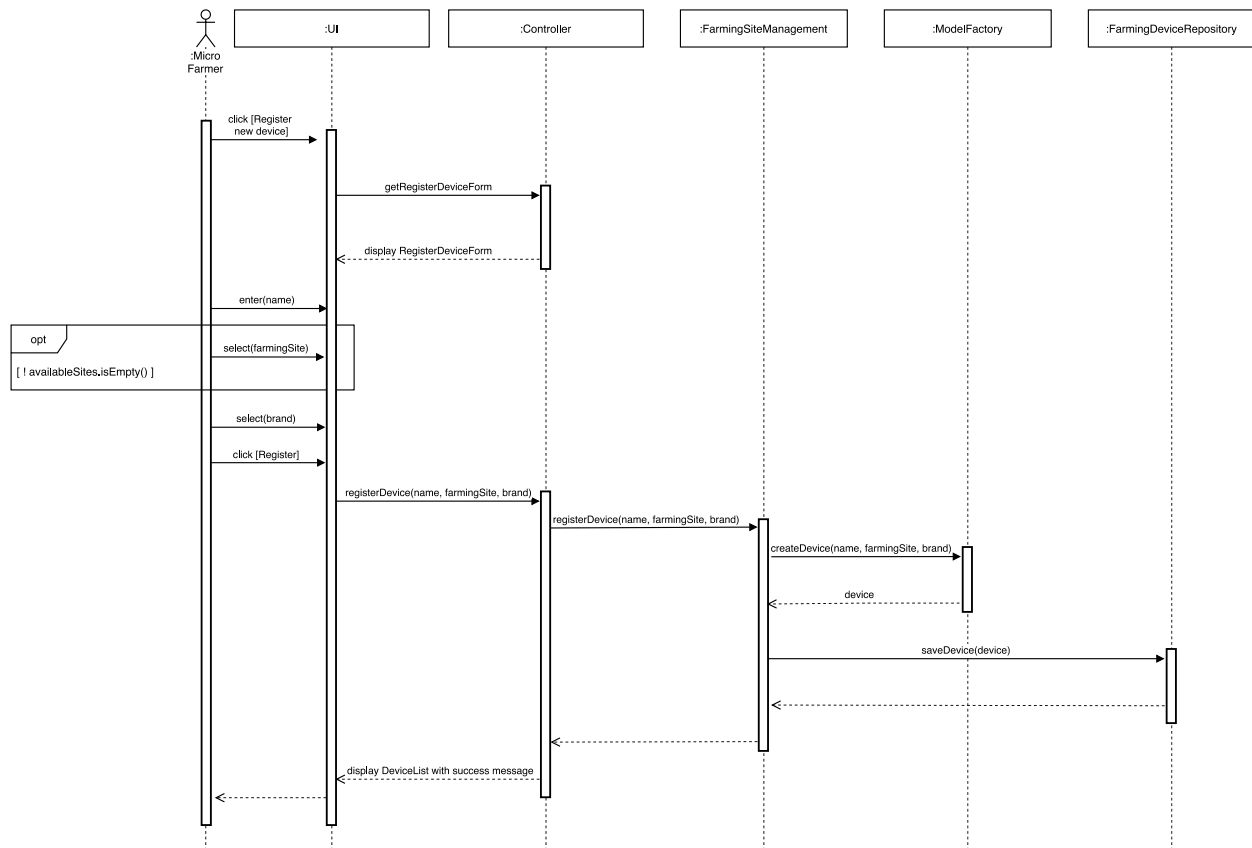 :Micro
Farmer
:UI
:Controller
:FarmingSiteManagement
:ModelFactory
:FarmingDeviceRepository
click [Register
new device]
getRegisterDeviceForm
display RegisterDeviceForm
enter(name)
opt
select(farmingSite)
[ ! availableSites.isEmpty() ]
select(brand)
click [Register]
registerDevice(name, farmingSite, brand)
registerDevice(name, farmingSite, brand)
createDevice(name, farmingSite, brand)
device
saveDevice(device)
display DeviceList with success message